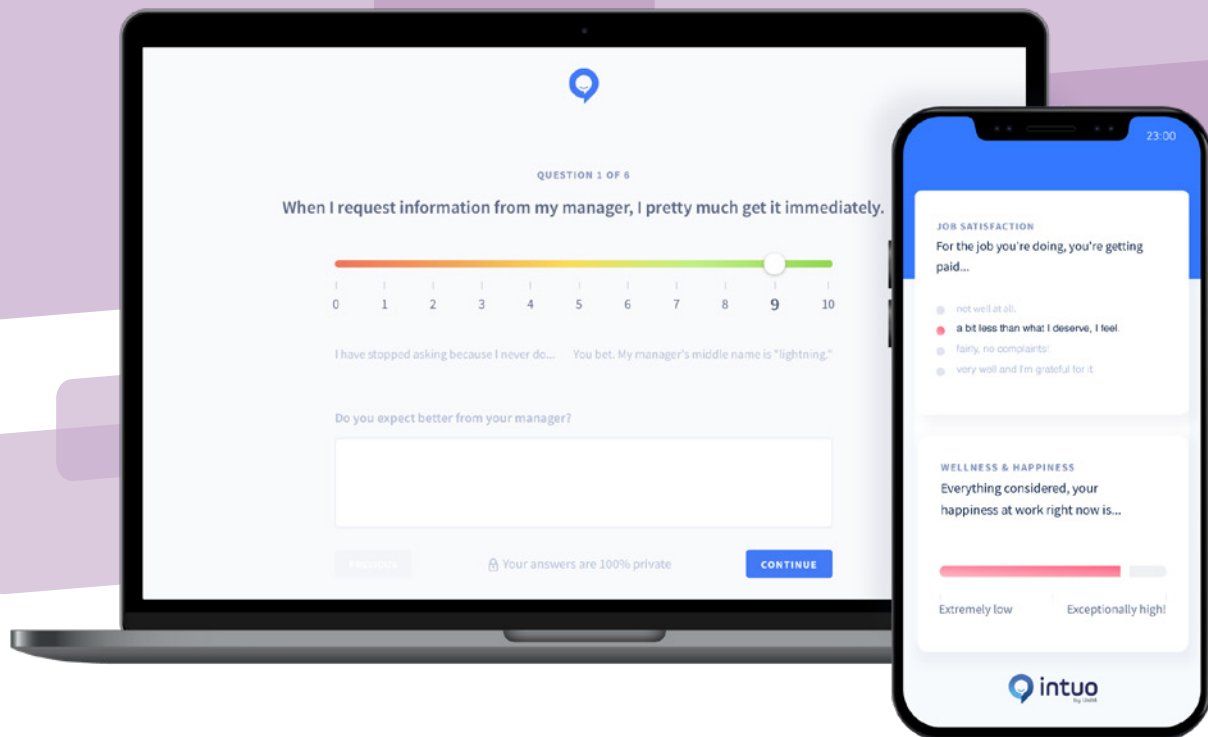 QUESTION 1 OF 6
When I request information from my manager, I pretty much get it immediately.
0 1 2 3 4 5 6 7 8 9 10
I have stopped asking because I never do... You bet. My manager's middle name is "lightning."
Do you expect better from your manager?
PREVIOUS
Your answers are 100% private
CONTINUE
23:00
JOB SATISFACTION
For the job you're doing, you're getting
paid...
not well at all.
a bit less than what I deserve, I feel.
fairly, no complaints!
very well and I'm grateful for it.
WELLNESS & HAPPINESS
Everything considered, your
happiness at work right now is...
Extremely low Exceptionally high!
intuo
by Unit4